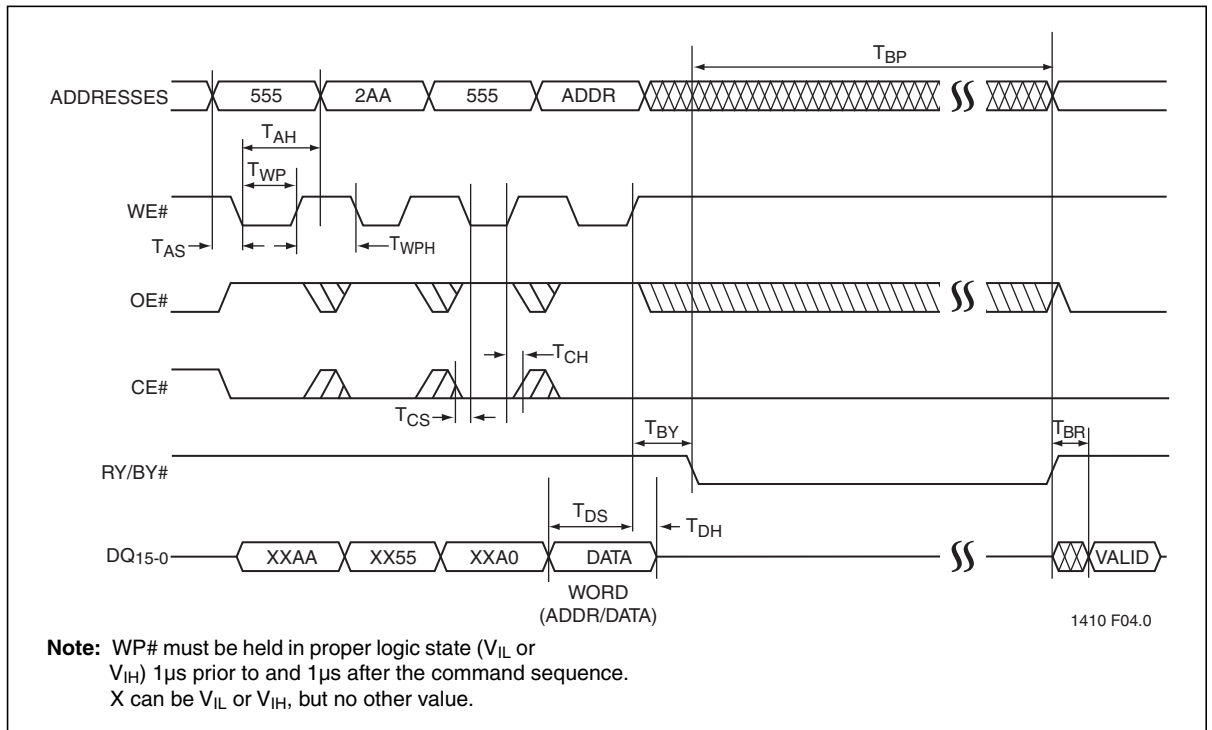 T_BP
ADDRESSES 555 2AA 555 ADDR
T_AH
T_WP
WE#
T_AS T_WPH
OE#
T_CH
CE#
T_CS
T_BY T_BR
RY/BY#
T_DS T_DH
DQ15-0 XXAA XX55 XXA0 DATA VALID
WORD
(ADDR/DATA)
1410 F04.0
Note: WP# must be held in proper logic state (V_IL or
V_IH) 1µs prior to and 1µs after the command sequence.
X can be V_IL or V_IH, but no other value.